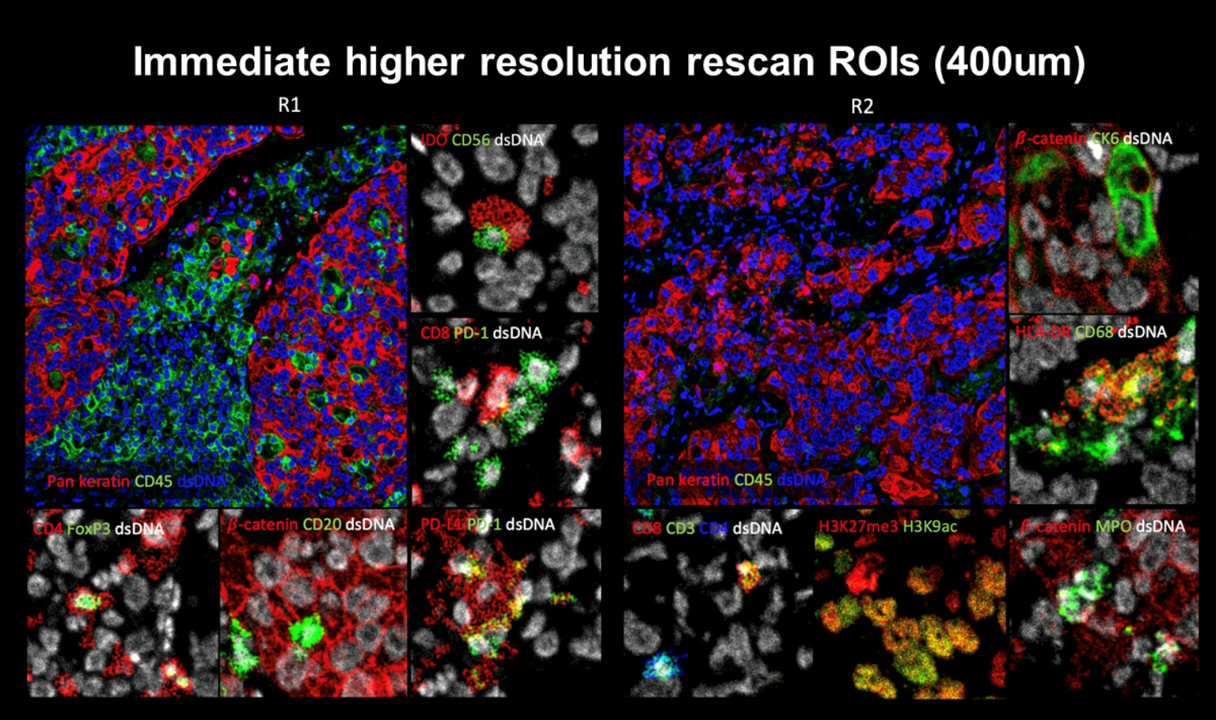 Immediate higher resolution rescan ROIs (400um)
R1
R2
IDO CD56 dsDNA
β-catenin CK6 dsDNA
CD8 PD-1 dsDNA
HLA-DR CD68 dsDNA
Pan keratin CD45 dsDNA
Pan keratin CD45 dsDNA
CD4 FoxP3 dsDNA
β-catenin CD20 dsDNA
PD-L1 PD-1 dsDNA
CD8 CD3 CD4 dsDNA
H3K27me3 H3K9ac
β-catenin MPO dsDNA